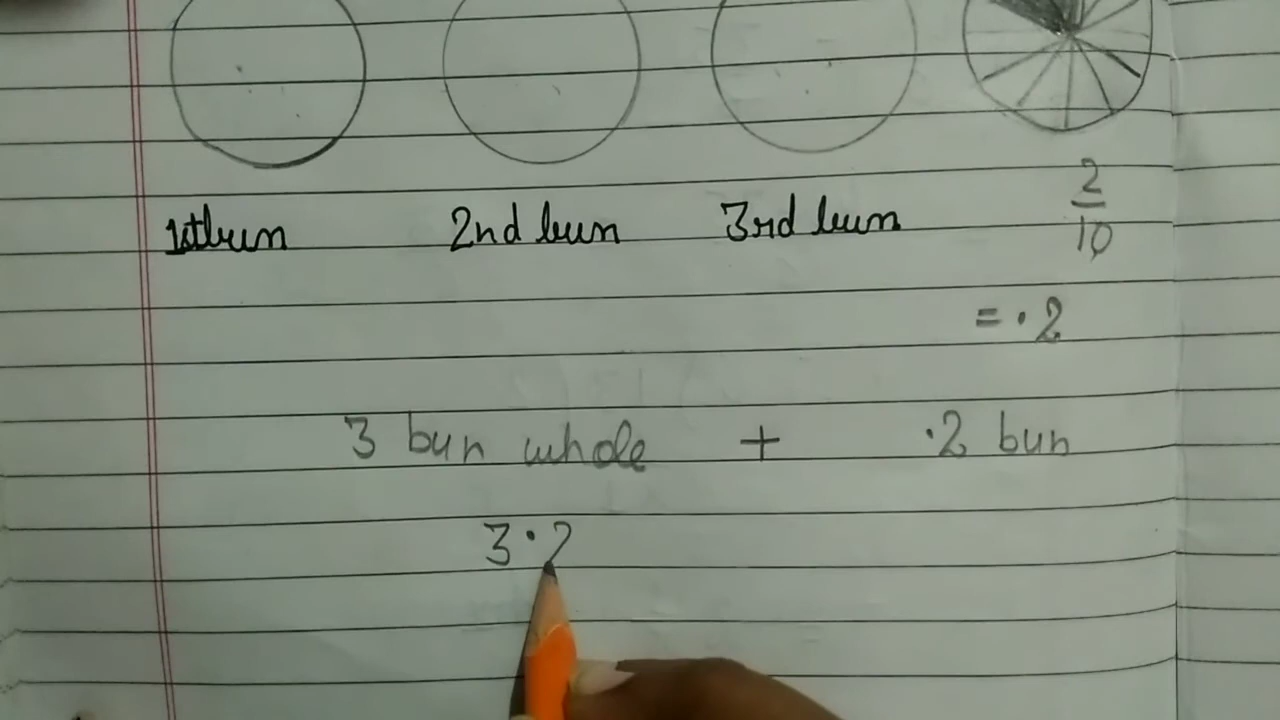 1st bun 2nd bun 3rd bun
2
10
= .2
3 bun whole + .2 bun
3.2